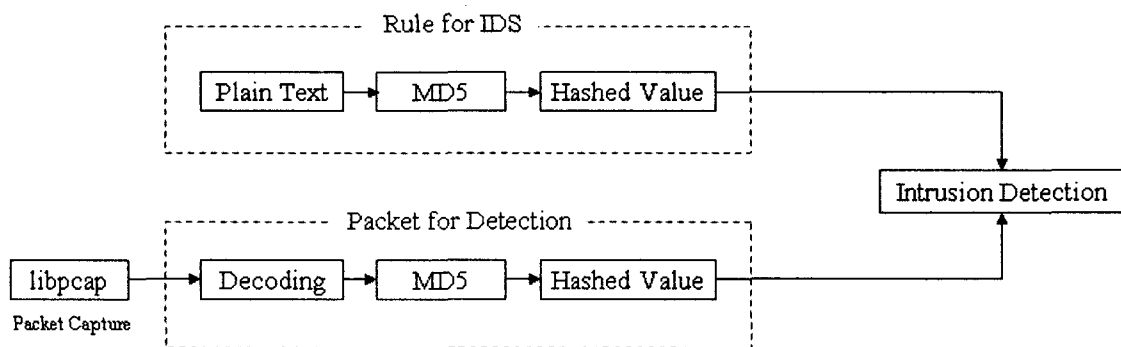 Rule for IDS
Plain Text
MD5
Hashed Value
Intrusion Detection
Packet for Detection
libpcap
Decoding
MD5
Hashed Value
Packet Capture